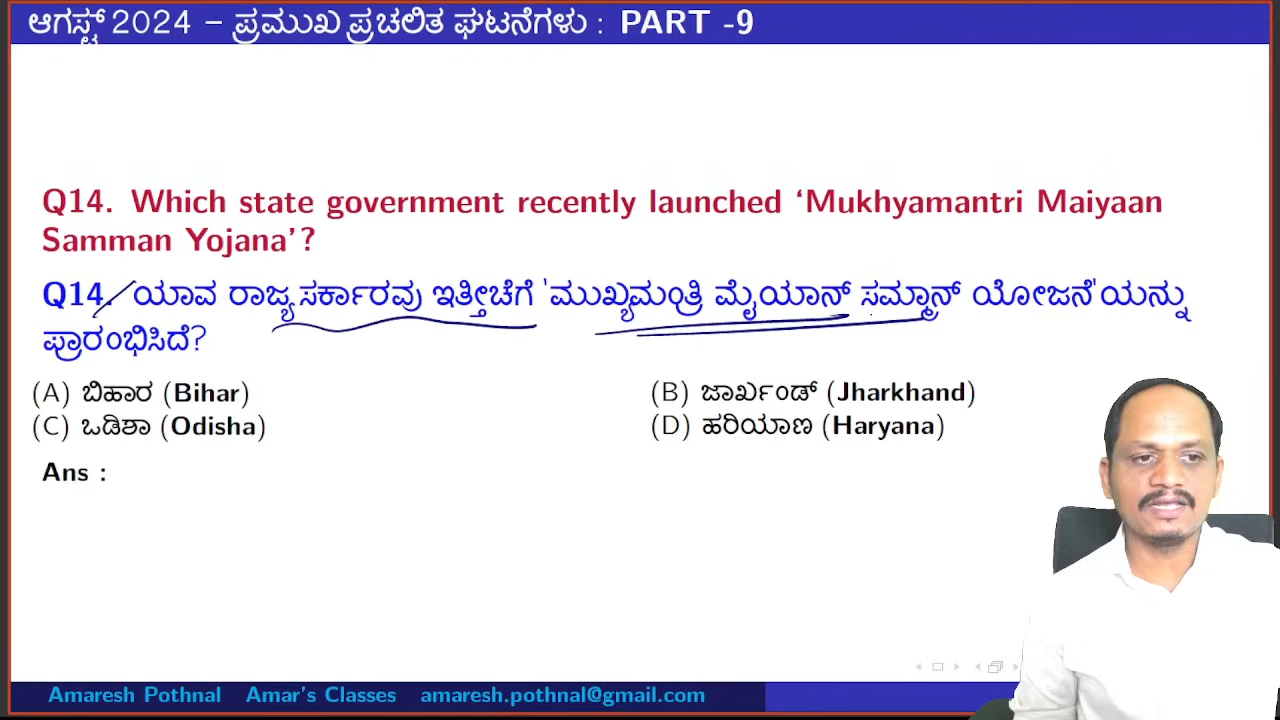 ಆಗಸ್ಟ್ 2024 – ಪ್ರಮುಖ ಪ್ರಚಲಿತ ಘಟನೆಗಳು : PART -9
Q14. Which state government recently launched ‘Mukhyamantri Maiyaan
Samman Yojana’?
Q14. ಯಾವ ರಾಜ್ಯ ಸರ್ಕಾರವು ಇತ್ತೀಚೆಗೆ 'ಮುಖ್ಯಮಂತ್ರಿ ಮೈಯಾನ್ ಸಮ್ಮಾನ್ ಯೋಜನೆ'ಯನ್ನು
ಪ್ರಾರಂಭಿಸಿದೆ?
(A) ಬಿಹಾರ (Bihar) (B) ಜಾರ್ಖಂಡ್ (Jharkhand)
(C) ಒಡಿಶಾ (Odisha) (D) ಹರಿಯಾಣ (Haryana)
Ans :
Amaresh Pothnal Amar's Classes amaresh.pothnal@gmail.com